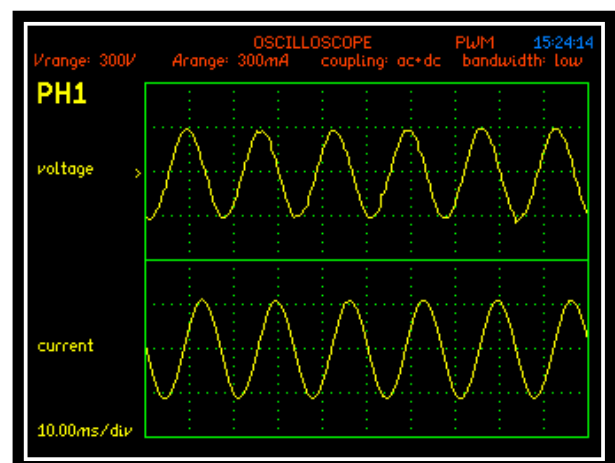 OSCILLOSCOPE PWM 15:24:14
Vrange: 300V Arange: 300mA coupling: ac+dc bandwidth: low
PH1
voltage >
current
10.00ms/div